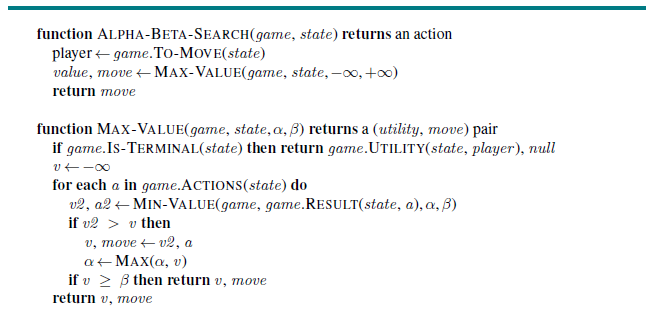 function ALPHA-BETA-SEARCH(game, state) returns an action
player ← game.TO-MOVE(state)
value, move ← MAX-VALUE(game, state, −∞, +∞)
return move
function MAX-VALUE(game, state, α, β) returns a (utility, move) pair
if game.IS-TERMINAL(state) then return game.UTILITY(state, player), null
v ← −∞
for each a in game.ACTIONS(state) do
v2, a2 ← MIN-VALUE(game, game.RESULT(state, a), α, β)
if v2 > v then
v, move ← v2, a
α ← MAX(α, v)
if v ≥ β then return v, move
return v, move